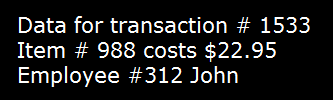 Data for transaction # 1533
Item # 988 costs $22.95
Employee #312 John